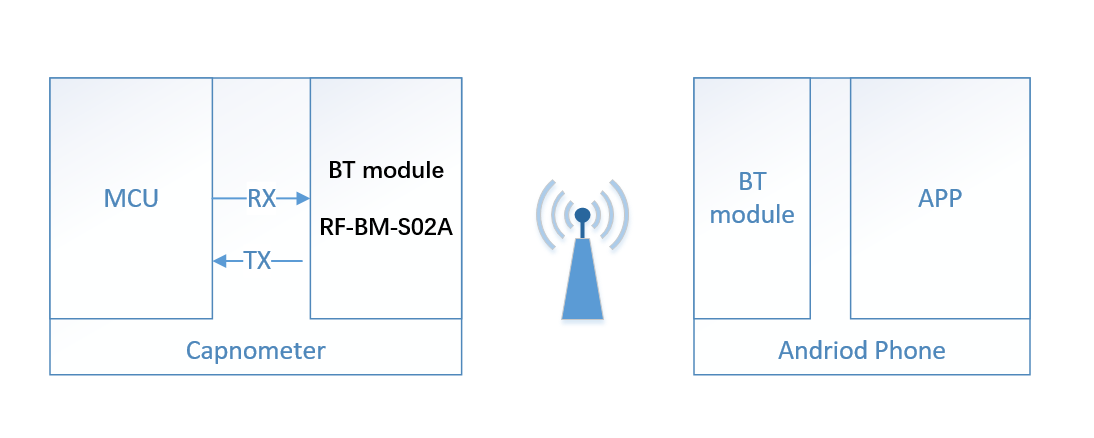 MCU
RX
TX
BT module
RF-BM-S02A
Capnometer
BT
module
APP
Andriod Phone